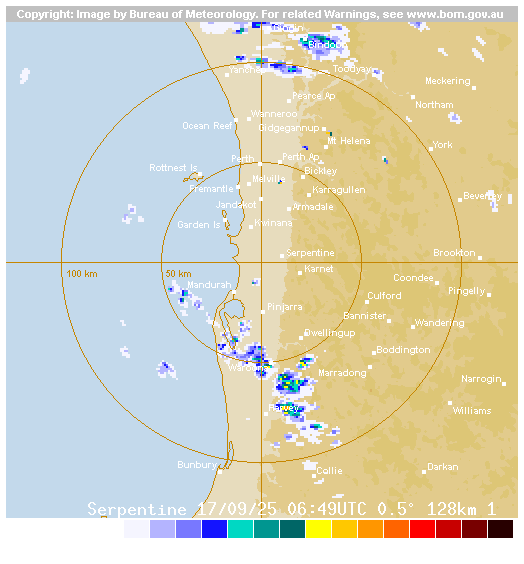 Copyright: Image by Bureau of Meteorology. For related Warnings, see www.bom.gov.au
Bindoon
Toodyay
Yanchep
Meckering
Pearce Ap
Northam
Wanneroo
Ocean Reef
Gidgegannup
Mt Helena
York
Perth
Perth Ap
Rottnest Is
Bickley
Melville
Fremantle
Karragullen
Beverley
Jandakot
Armadale
Garden Is
Kwinana
Serpentine
Brookton
100 km
50 km
Karnet
Coondee
Mandurah
Pingelly
Culford
Pinjarra
Bannister
Wandering
Dwellingup
Boddington
Waroona
Marradong
Narrogin
Harvey
Williams
Bunbury
Collie
Darkan
Serpentine 17/09/25 06:49UTC 0.5° 128km 1